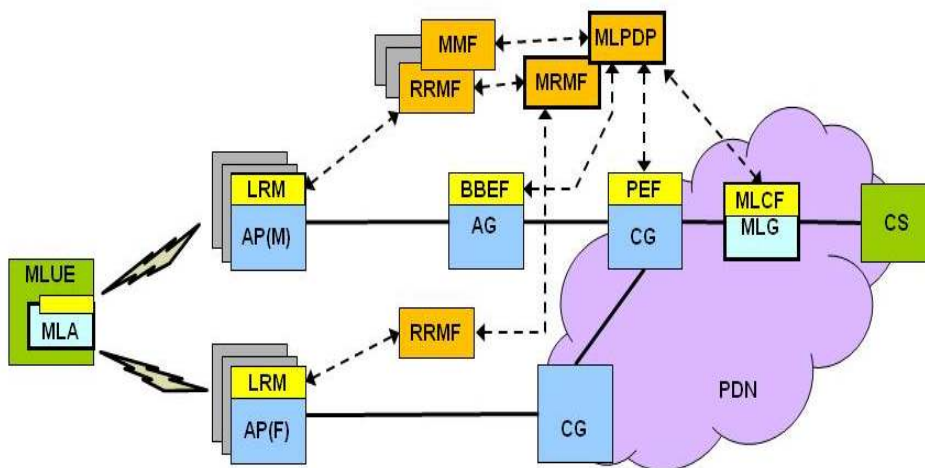 MMF
MLPDP
RRMF
MRMF
LRM
BBEF
PEF
MLCF
AP(M)
AG
CG
MLG
CS
MLUE
MLA
RRMF
LRM
AP(F)
CG
PDN